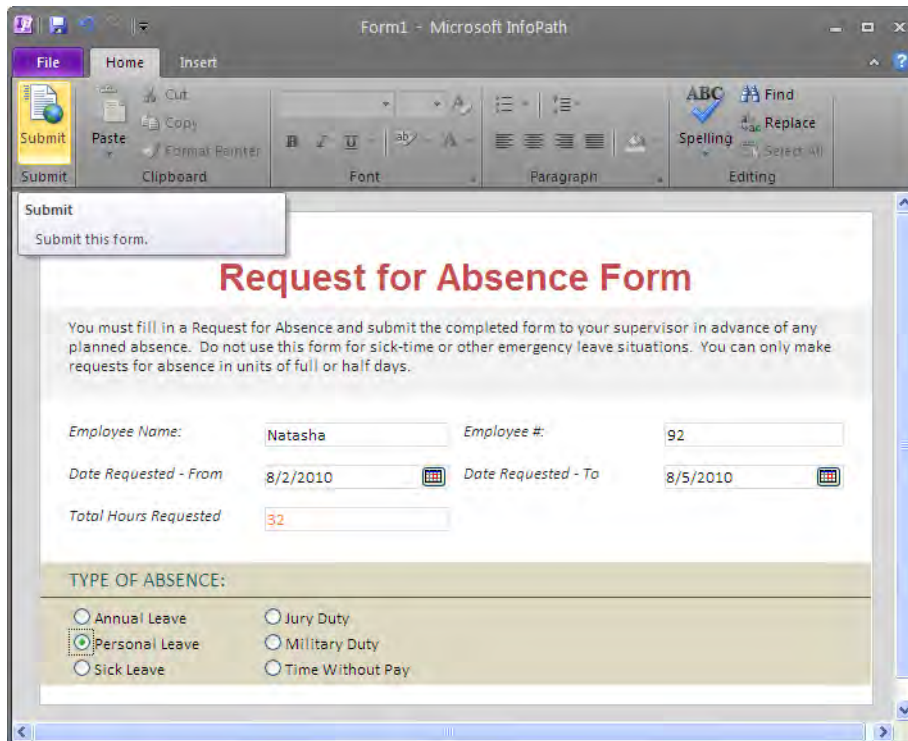 Form1 - Microsoft InfoPath
File Home Insert
Submit
Paste
Cut
Copy
Format Painter
B I U aby A
ABC
Spelling
Find
Replace
Select All
Submit Clipboard Font Paragraph Editing
Submit
Submit this form.
Request for Absence Form
You must fill in a Request for Absence and submit the completed form to your supervisor in advance of any
planned absence. Do not use this form for sick-time or other emergency leave situations. You can only make
requests for absence in units of full or half days.
Employee Name: Natasha Employee #: 92
Date Requested - From 8/2/2010 Date Requested - To 8/5/2010
Total Hours Requested 32
TYPE OF ABSENCE:
Annual Leave Jury Duty
Personal Leave Military Duty
Sick Leave Time Without Pay